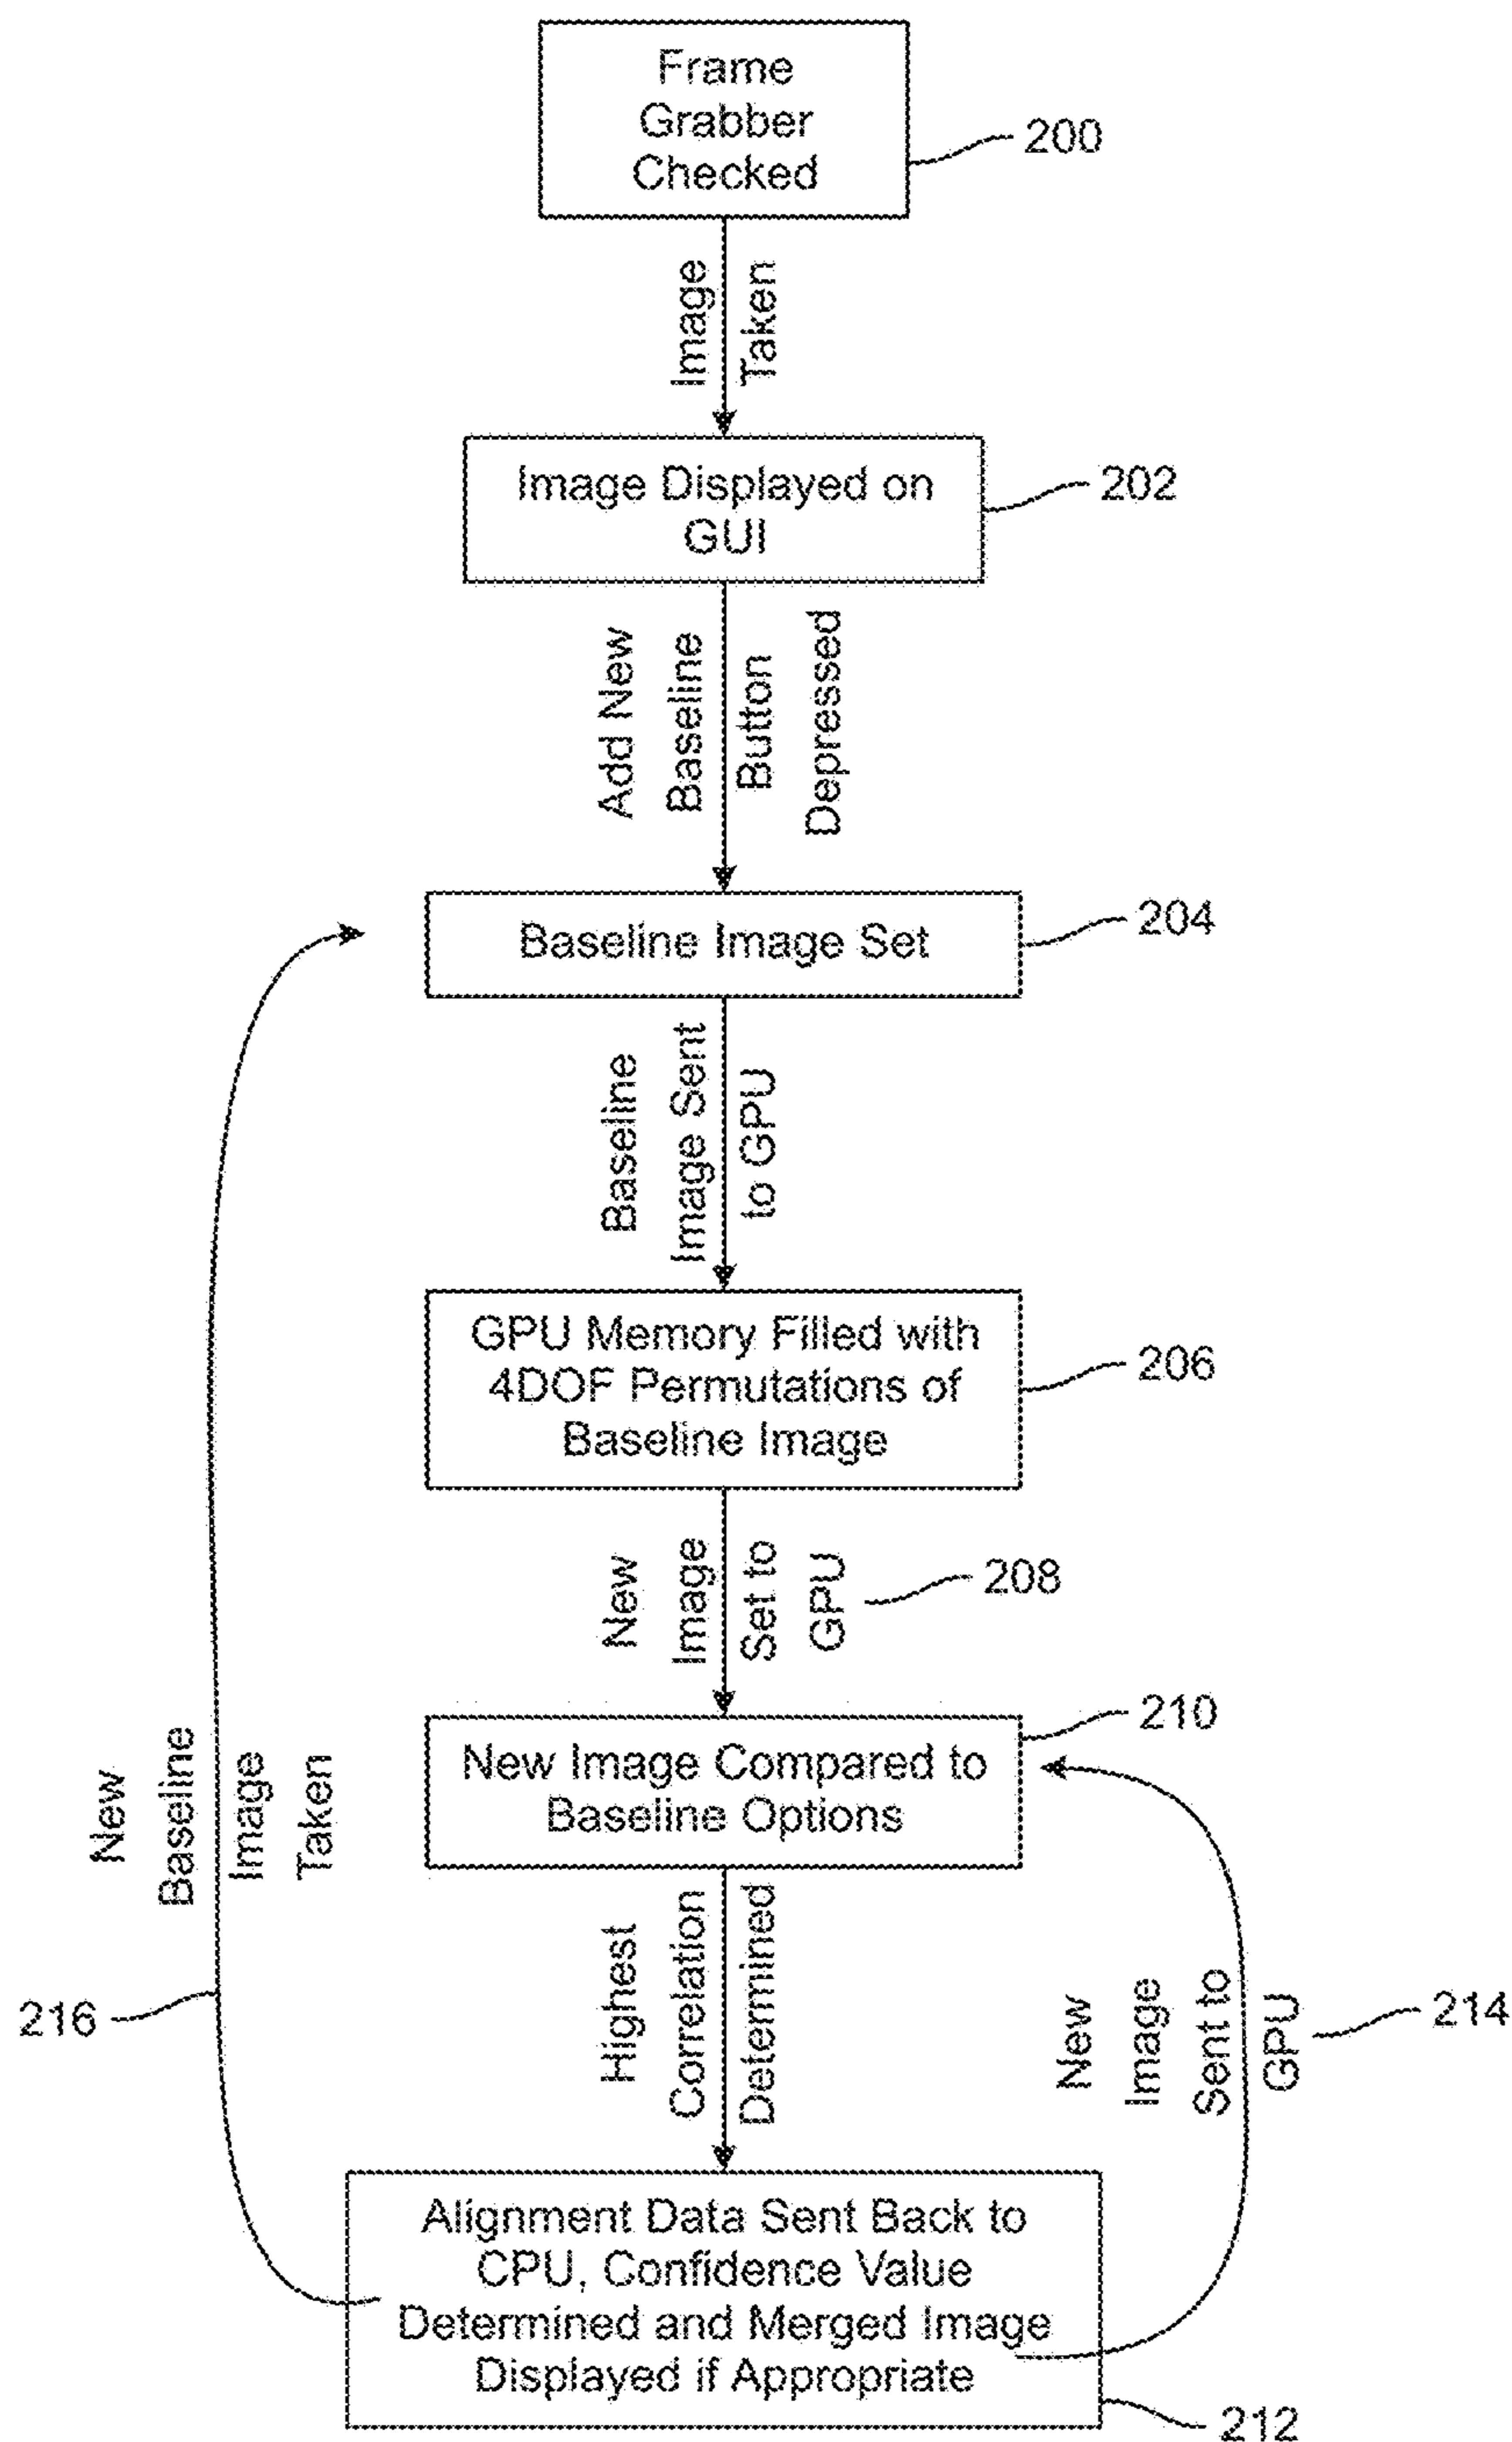 Frame
Grabber
Checked
200
Image
Taken
Image Displayed on
GUI
202
Add New
Baseline
Button
Depressed
Baseline Image Set
204
Baseline
Image Sent
to GPU
GPU Memory Filled with
4DOF Permutations of
Baseline Image
206
New
Image
Set to
GPU
208
New Image Compared to
Baseline Options
210
Highest
Correlation
Determined
New
Baseline
Image
Taken
216
New
Image
Sent to
GPU
214
Alignment Data Sent Back to
CPU, Confidence Value
Determined and Merged Image
Displayed if Appropriate
212